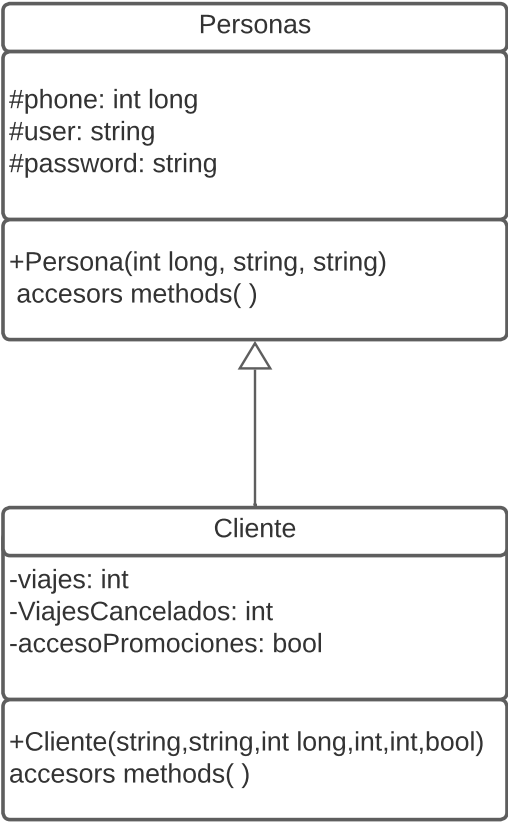 Personas
#phone: int long
#user: string
#password: string
+Persona(int long, string, string)
accesors methods( )
Cliente
-viajes: int
-ViajesCancelados: int
-accesoPromociones: bool
+Cliente(string,string,int long,int,int,bool)
accesors methods( )